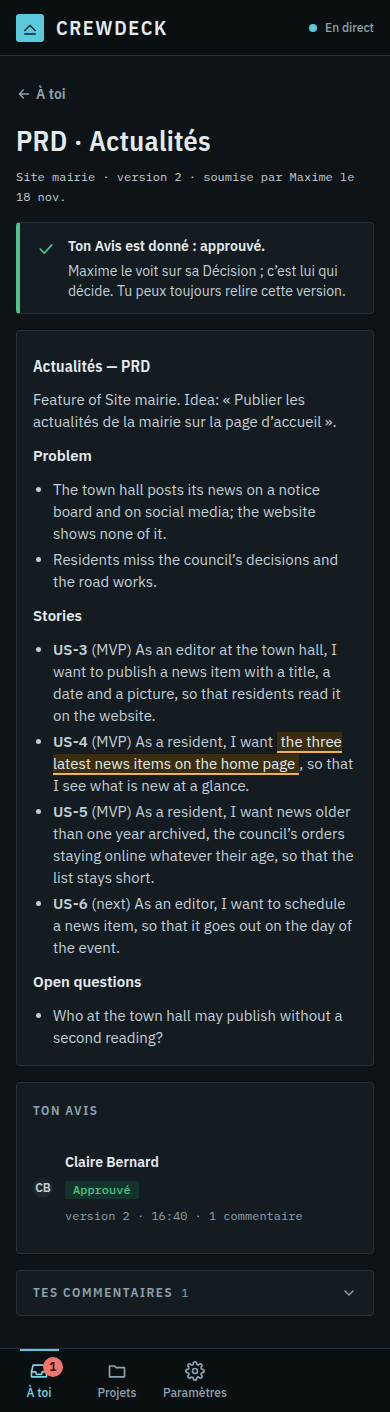 CREWDECK
En direct
← À toi
PRD · Actualités
Site mairie · version 2 · soumise par Maxime le
18 nov.
Ton Avis est donné : approuvé.
Maxime le voit sur sa Décision ; c’est lui qui
décide. Tu peux toujours relire cette version.
Actualités — PRD
Feature of Site mairie. Idea: « Publier les
actualités de la mairie sur la page d’accueil ».
Problem
• The town hall posts its news on a notice
board and on social media; the website
shows none of it.
• Residents miss the council’s decisions and
the road works.
Stories
• US-3 (MVP) As an editor at the town hall, I
want to publish a news item with a title, a
date and a picture, so that residents read it
on the website.
• US-4 (MVP) As a resident, I want the three
latest news items on the home page , so that
I see what is new at a glance.
• US-5 (MVP) As a resident, I want news older
than one year archived, the council’s orders
staying online whatever their age, so that the
list stays short.
• US-6 (next) As an editor, I want to schedule
a news item, so that it goes out on the day of
the event.
Open questions
• Who at the town hall may publish without a
second reading?
TON AVIS
Claire Bernard
CB
Approuvé
version 2 · 16:40 · 1 commentaire
TES COMMENTAIRES 1
1
À toi
Projets
Paramètres